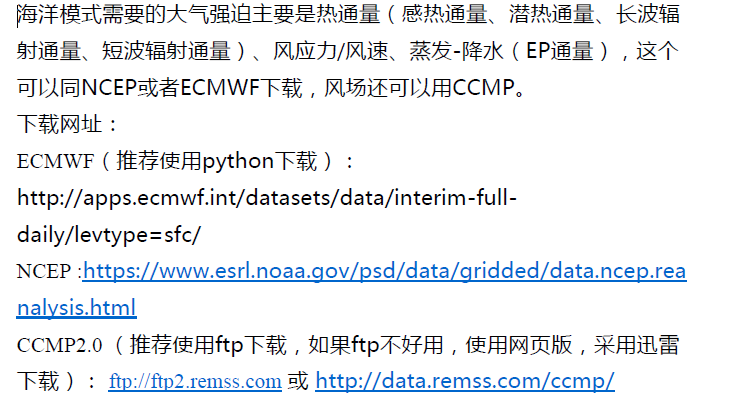 海洋模式需要的大气强迫主要是热通量（感热通量、潜热通量、长波辐
射通量、短波辐射通量）、风应力/风速、蒸发-降水（EP通量），这个
可以同NCEP或者ECMWF下载，风场还可以用CCMP。
下载网址：
ECMWF（推荐使用python下载）:
http://apps.ecmwf.int/datasets/data/interim-full-
daily/levtype=sfc/
NCEP :https://www.esrl.noaa.gov/psd/data/gridded/data.ncep.rea
nalysis.html
CCMP2.0 （推荐使用ftp下载，如果ftp不好用，使用网页版，采用迅雷
下载）: ftp://ftp2.remss.com 或 http://data.remss.com/ccmp/